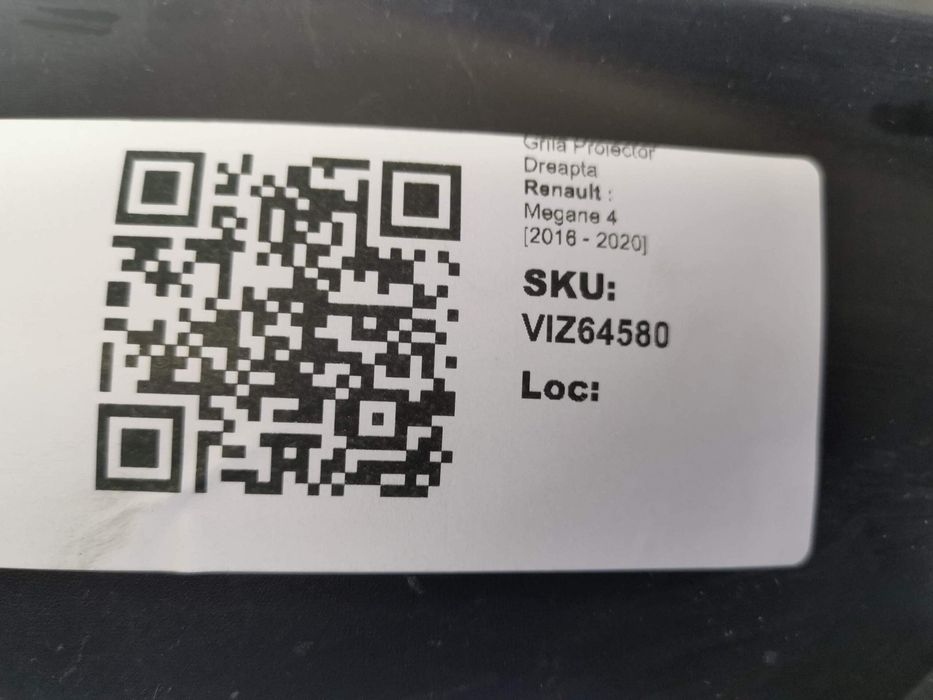 Grila Proiector
Dreapta
Renault :
Megane 4
[2016 - 2020]
SKU:
VIZ64580
Loc: